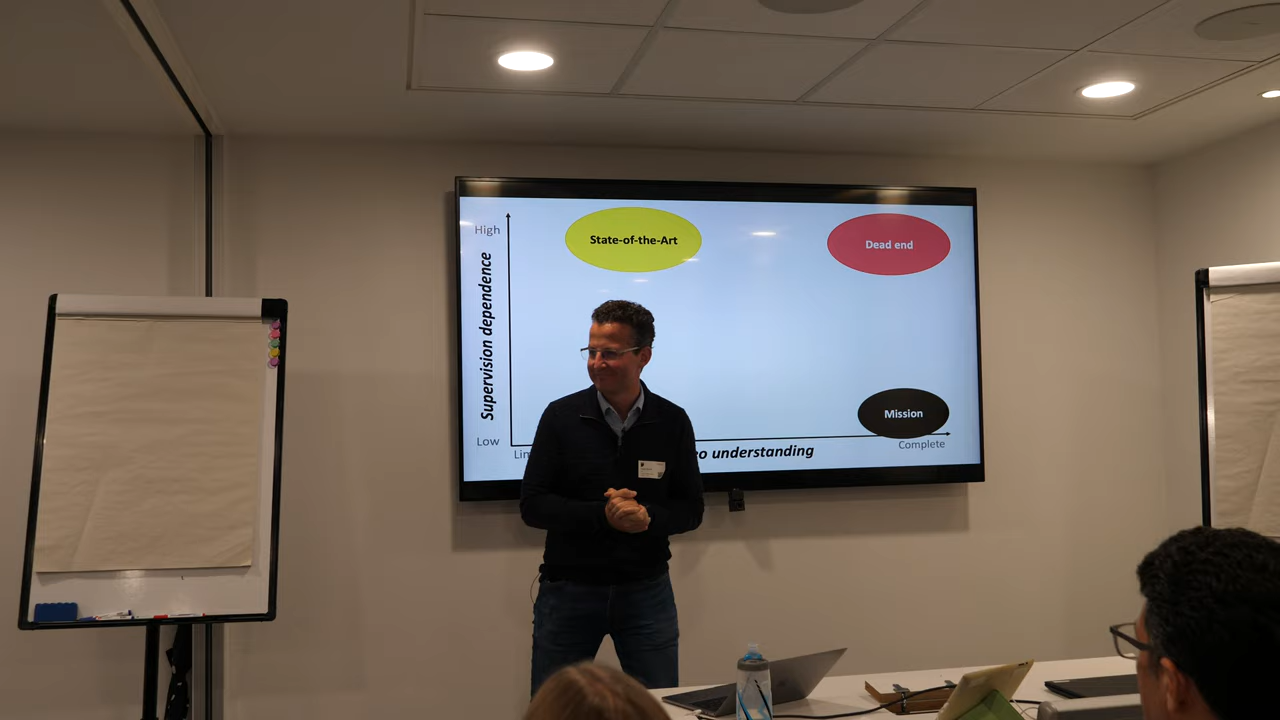 High
State-of-the-Art
Dead end
Supervision dependence
Mission
Low
Complete
understanding